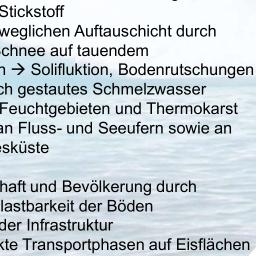 Stickstoff
weglichen Auftauschicht durch
Schnee auf tauendem
→ Solifluktion, Bodenrutschungen
ch gestautes Schmelzwasser
Feuchtgebieten und Thermokarst
an Fluss- und Seeufern sowie an
esküste
haft und Bevölkerung durch
lastbarkeit der Böden
der Infrastruktur
kte Transportphasen auf Eisflächen